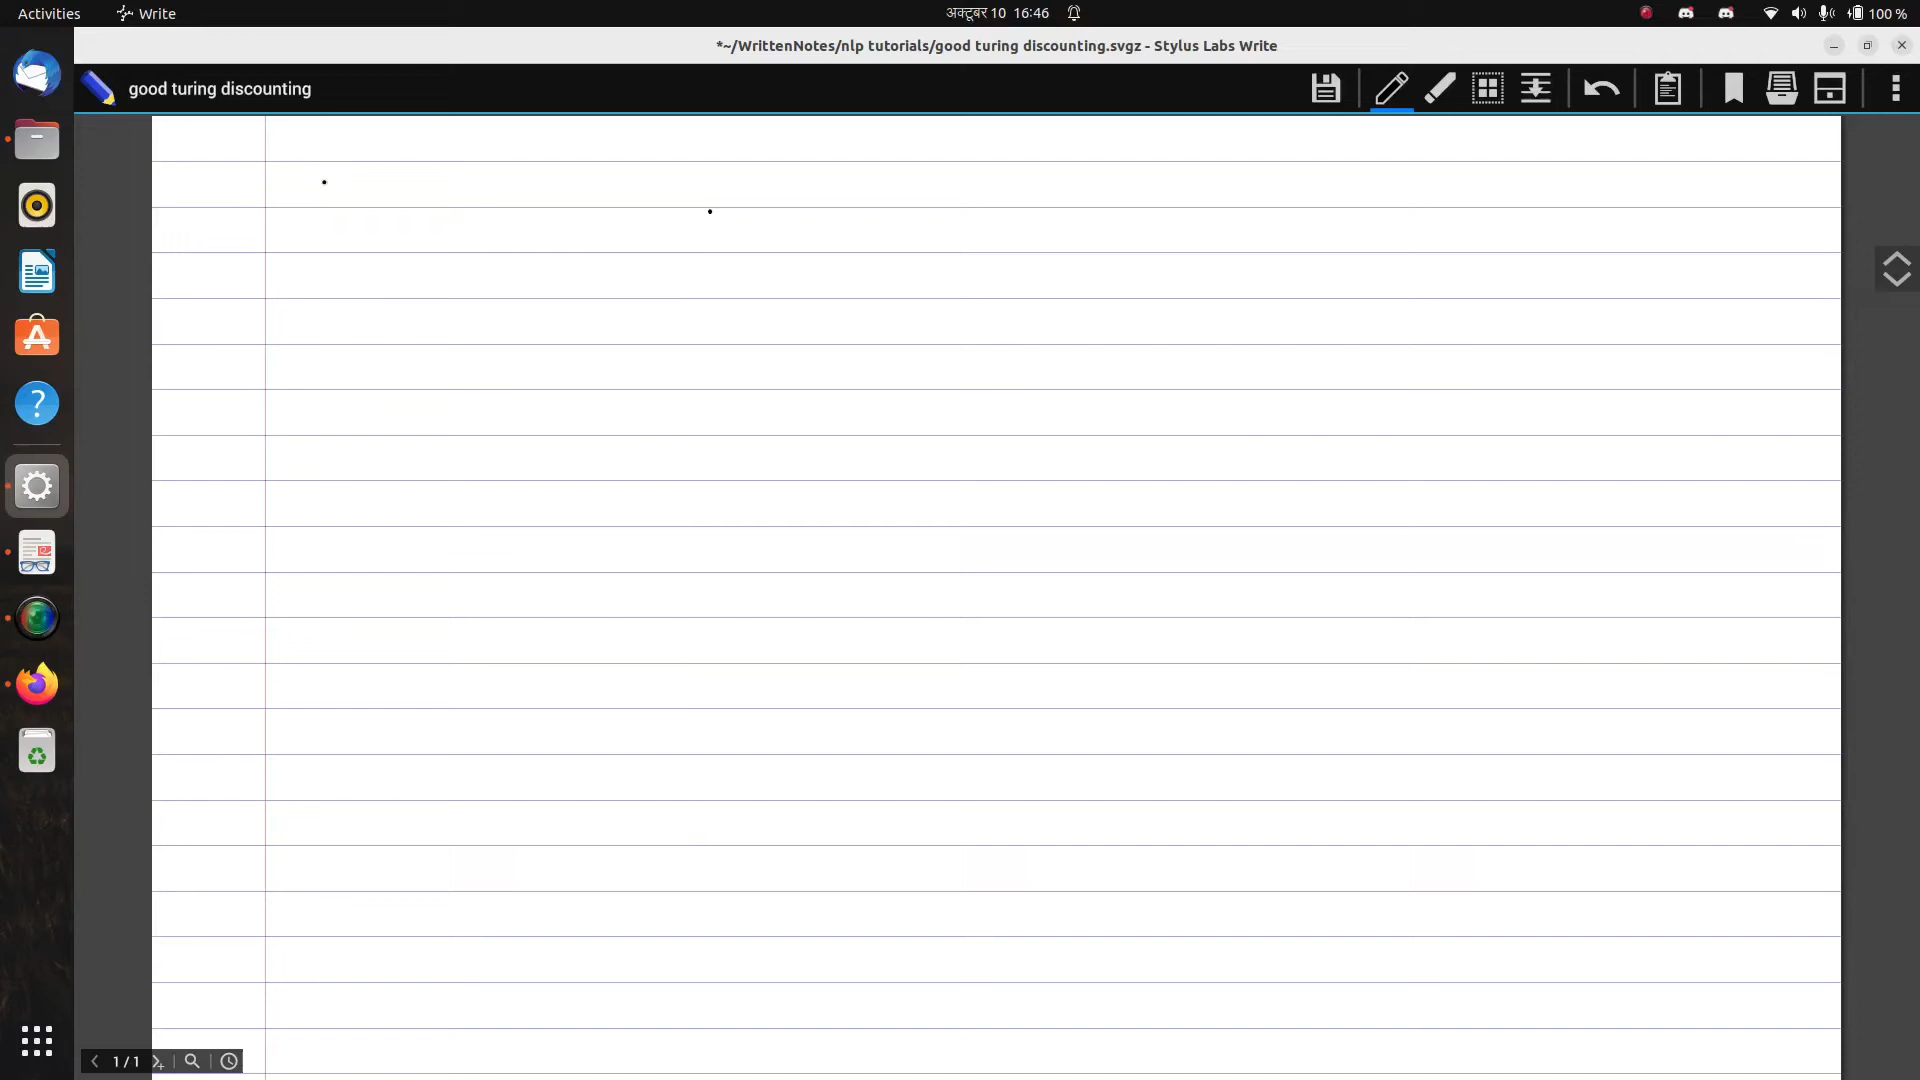 Activities Write अक्टूबर 10 16:46 100 %
*~/WrittenNotes/nlp tutorials/good turing discounting.svgz - Stylus Labs Write
good turing discounting
1 / 1